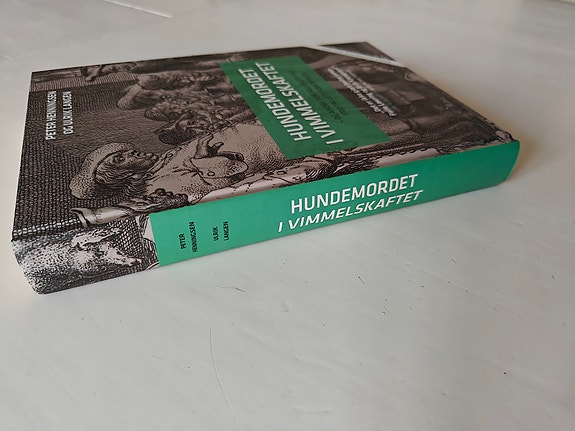 PETER HENNINGSEN
OG ULRIK LANGEN
HUNDEMORDET
I VIMMELSKAFTET
HUNDEMORDET
I VIMMELSKAFTET
PETER
HENNINGSEN
ULRIK
LANGEN